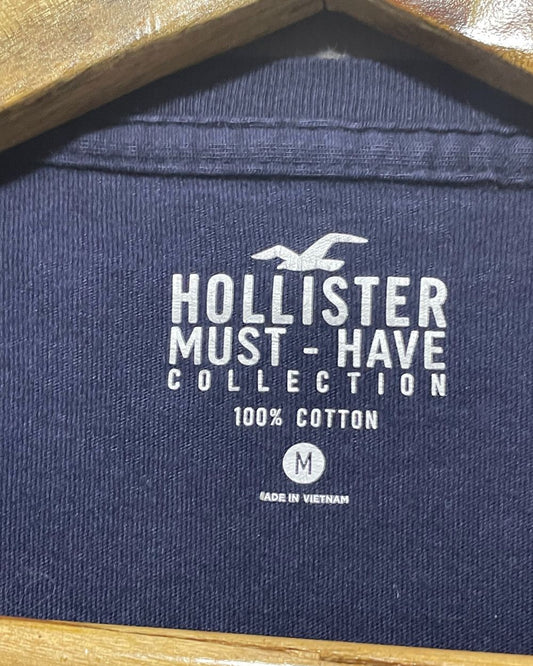 HOLLISTER
MUST - HAVE
COLLECTION
100% COTTON
M
MADE IN VIETNAM